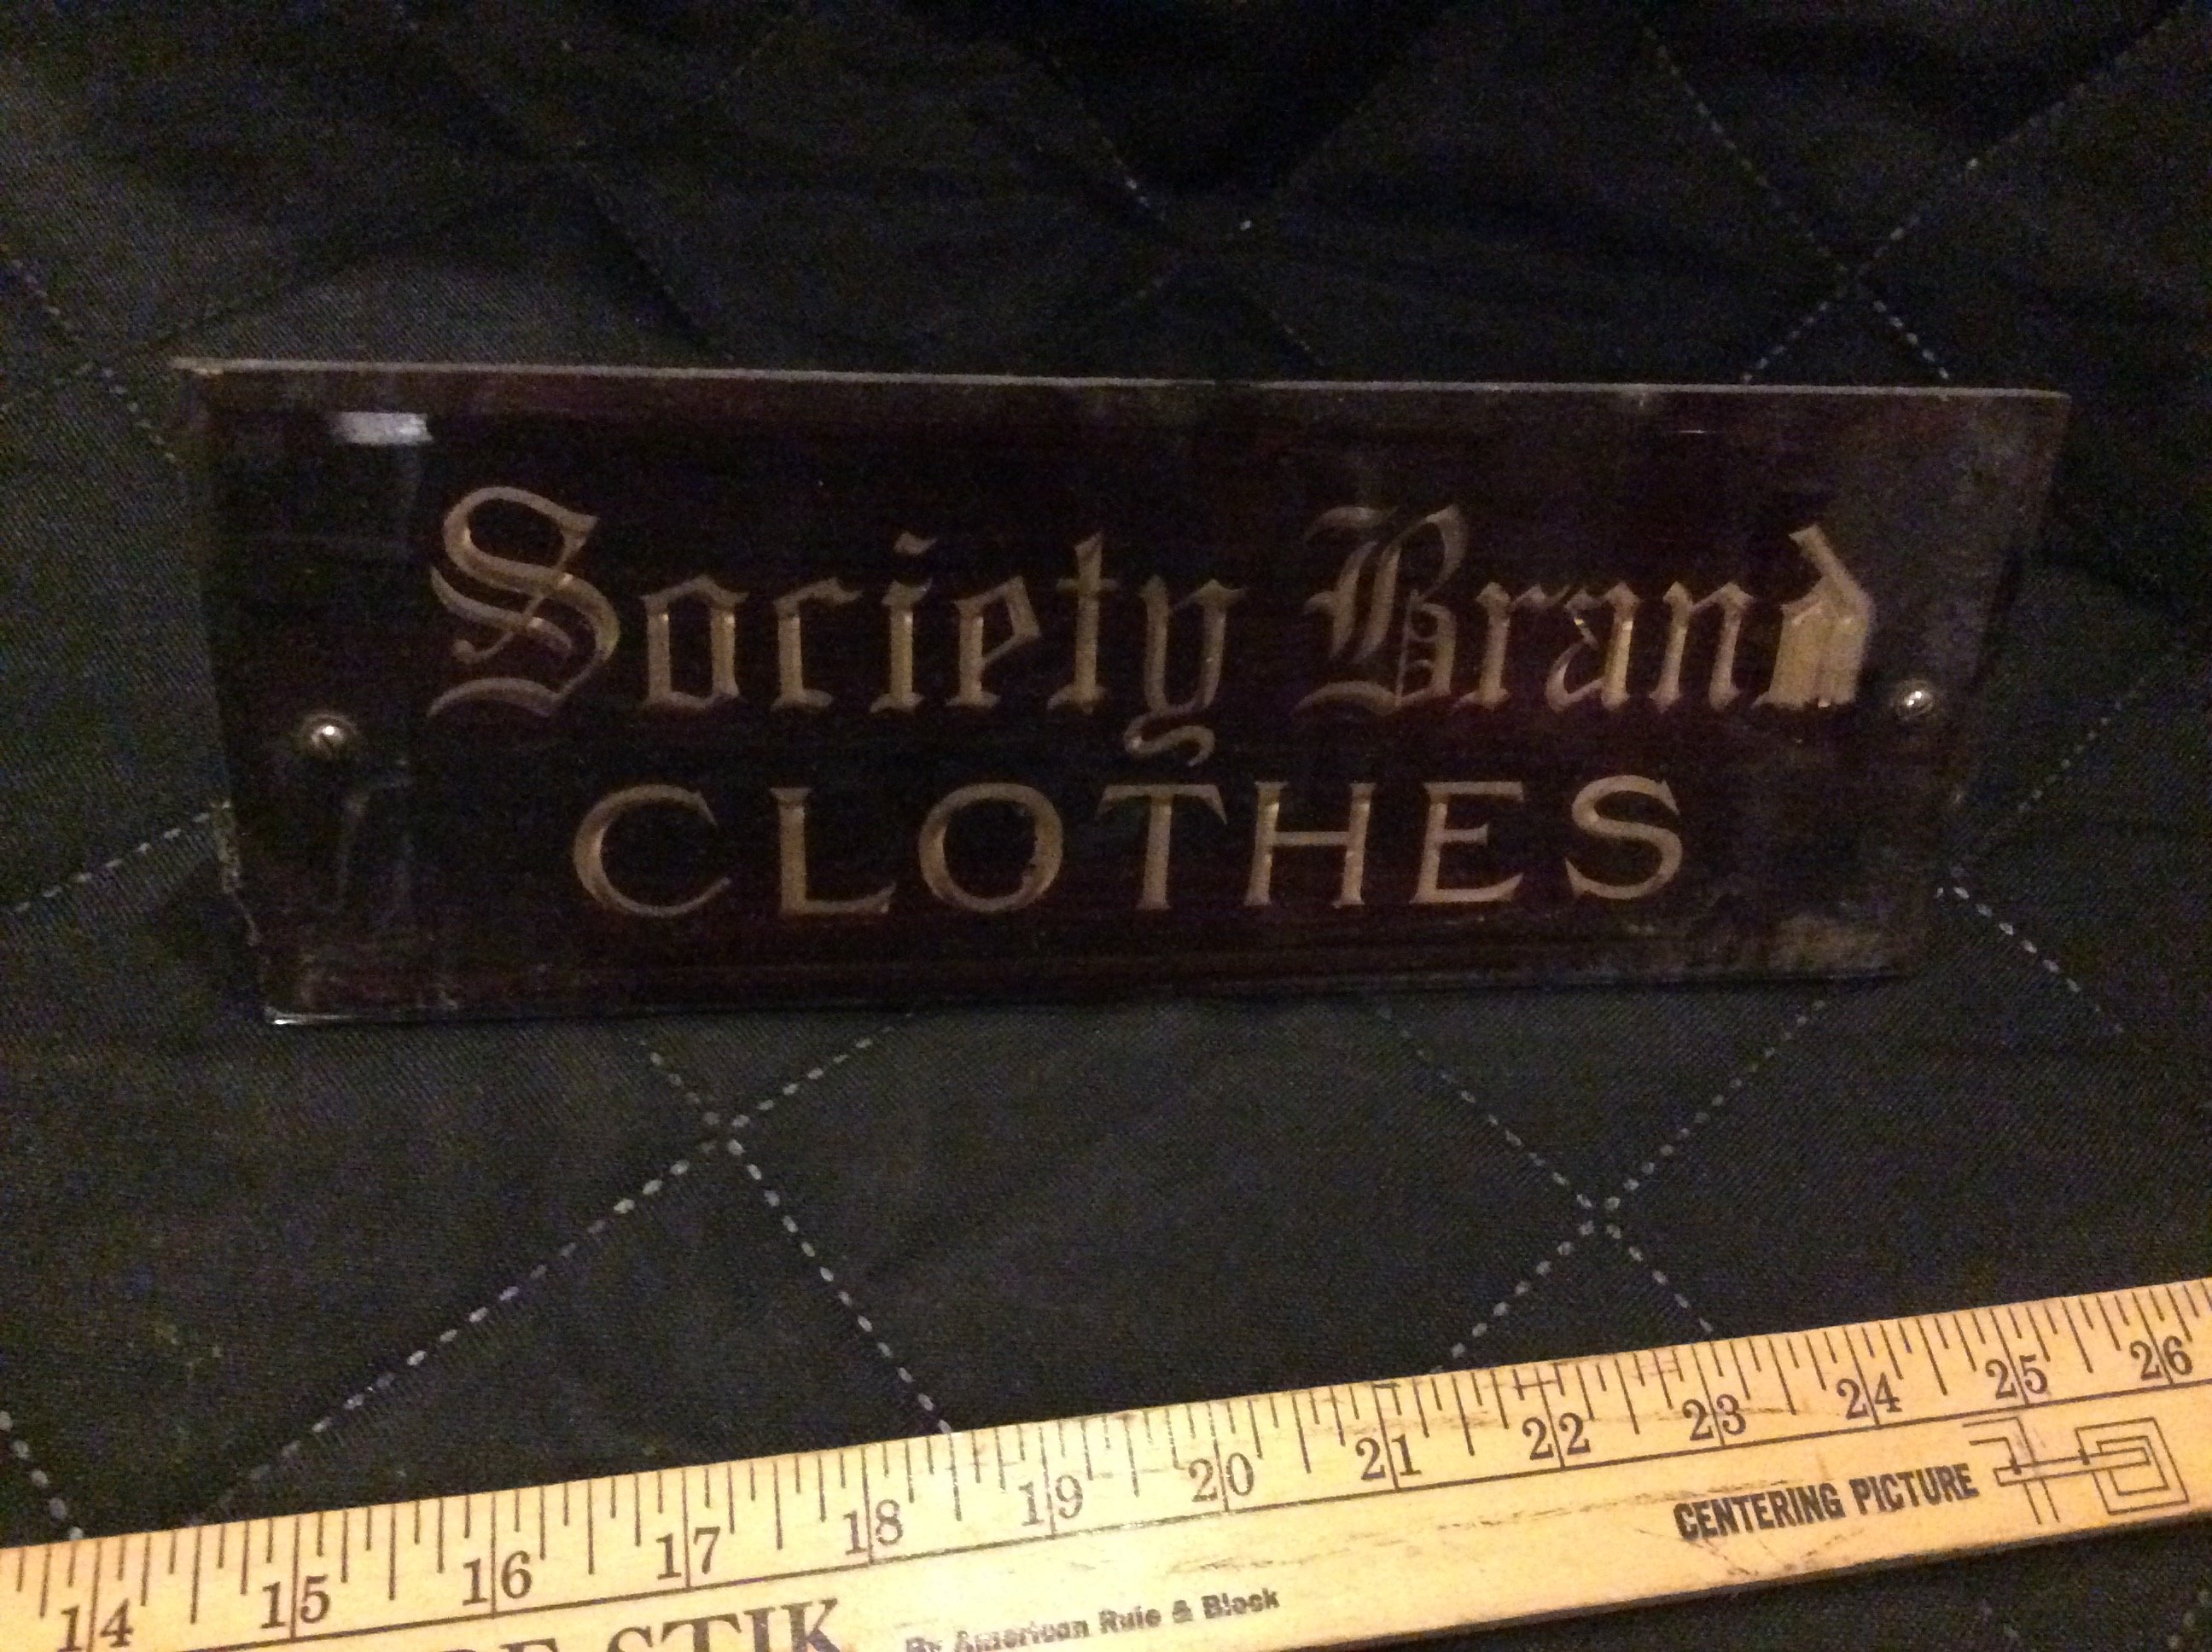 Society Brand
CLOTHES
14 15 16 17 18 19 20 21 22 23 24 25 26
CENTERING PICTURE
STIK By American Rule & Block